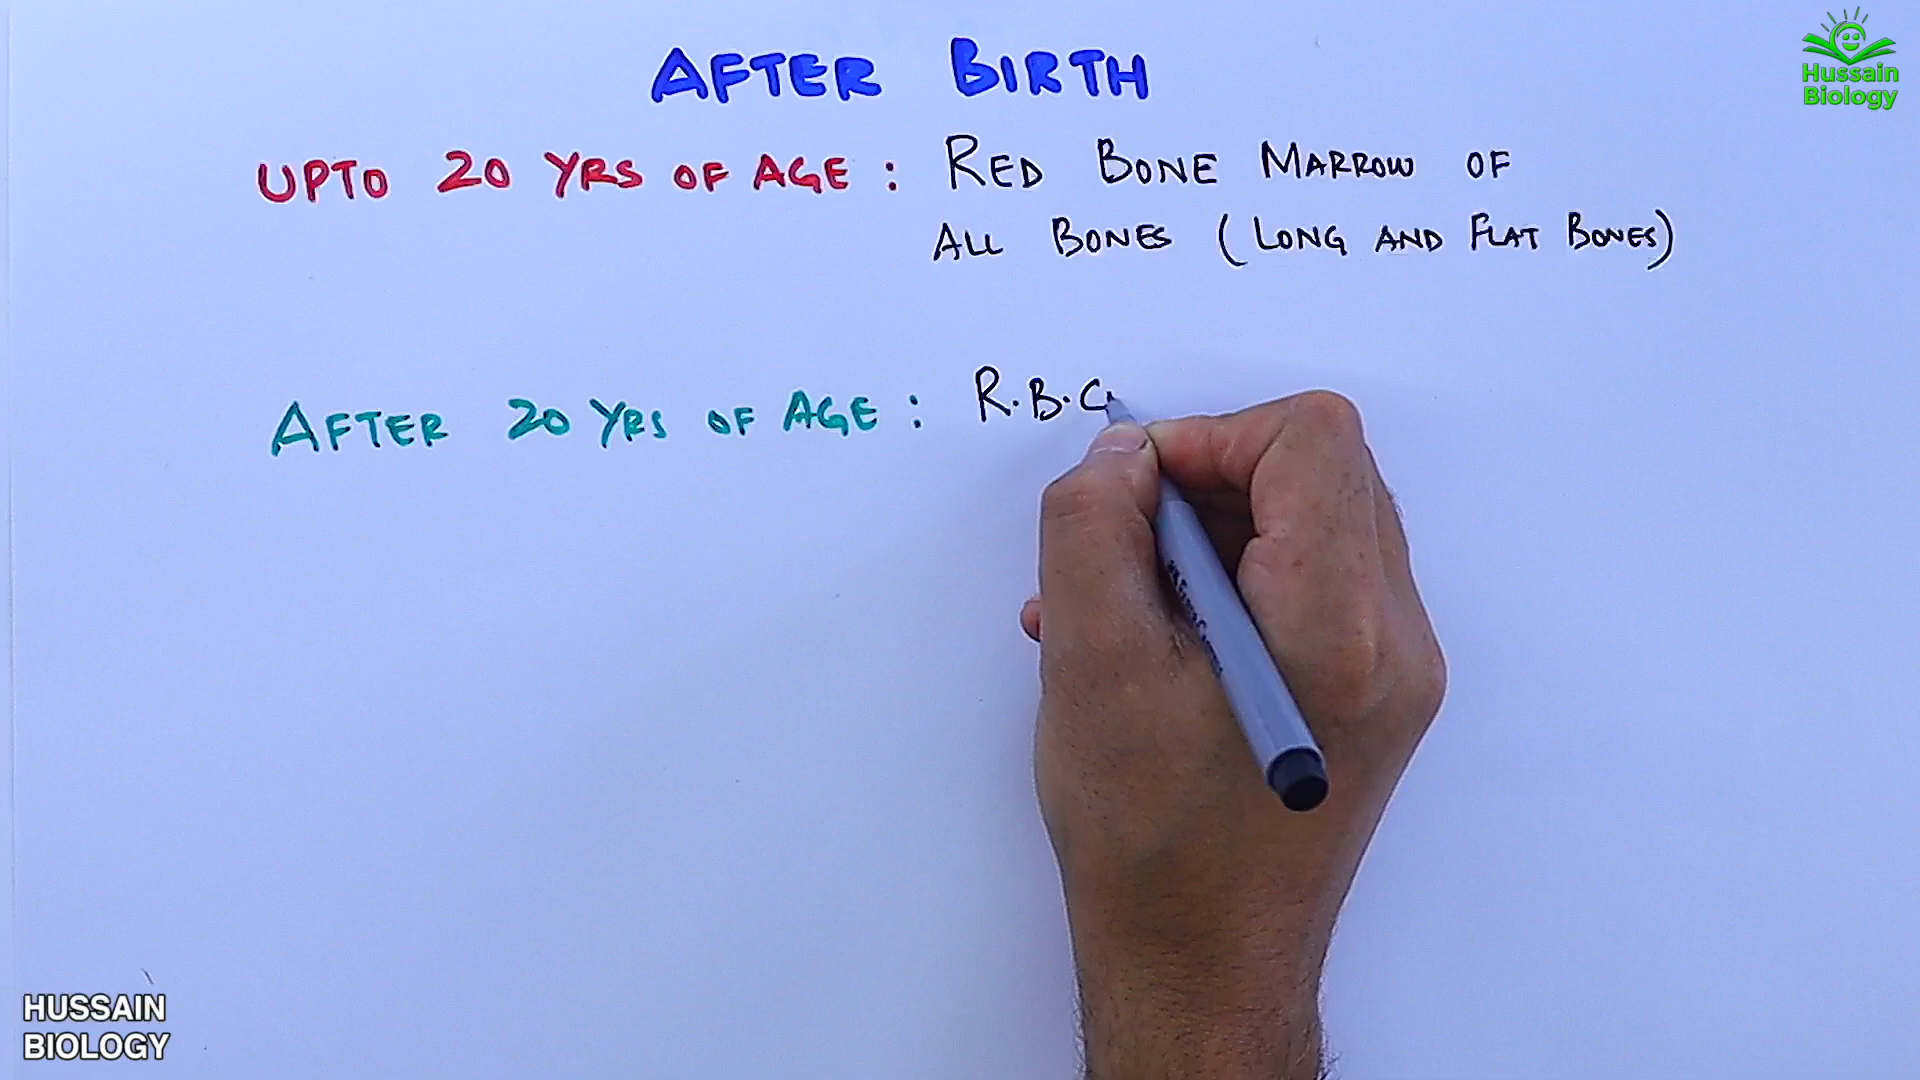 AFTER BIRTH
Hussain
Biology
UPTO 20 YRS OF AGE : RED BONE MARROW OF
ALL BONES (LONG AND FLAT BONES)
AFTER 20 YRS OF AGE : R.B.C
HUSSAIN
BIOLOGY